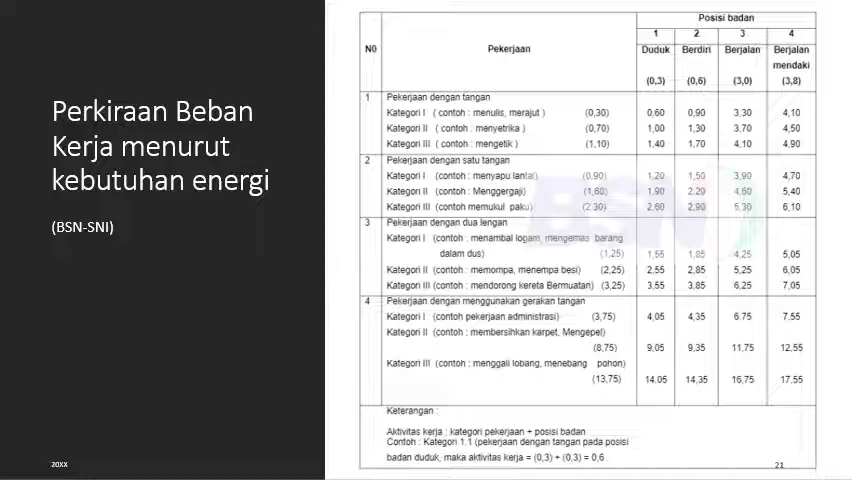 Perkiraan Beban
Kerja menurut
kebutuhan energi
(BSN-SNI)
20XX
N0 Pekerjaan Posisi badan
1 2 3 4
Duduk Berdiri Berjalan Berjalan
mendaki
(0,3) (0,6) (3,0) (3,8)
1 Pekerjaan dengan tangan
Kategori I ( contoh : menulis, merajut ) (0,30) 0,60 0,90 3,30 4,10
Kategori II ( contoh : menyetrika ) (0,70) 1,00 1,30 3,70 4,50
Kategori III ( contoh : mengetik ) (1,10) 1,40 1,70 4,10 4,90
2 Pekerjaan dengan satu tangan
Kategori I (contoh : menyapu lantai) (0,90) 1,20 1,50 3,90 4,70
Kategori II (contoh : Menggergaji) (1,60) 1,90 2,20 4,60 5,40
Kategori III (contoh memukul paku) (2,30) 2,60 2,90 5,30 6,10
3 Pekerjaan dengan dua lengan
Kategori I (contoh : menambal logam, mengemas barang
dalam dus) (1,25) 1,55 1,85 4,25 5,05
Kategori II (contoh : memompa, menempa besi) (2,25) 2,55 2,85 5,25 6,05
Kategori III (contoh : mendorong kereta Bermuatan) (3,25) 3,55 3,85 6,25 7,05
4 Pekerjaan dengan menggunakan gerakan tangan
Kategori I (contoh pekerjaan administrasi) (3,75) 4,05 4,35 6.75 7,55
Kategori II (contoh : membersihkan karpet, Mengepel)
(8,75) 9,05 9,35 11,75 12,55
Kategori III (contoh : menggali lobang, menebang pohon)
(13,75) 14,05 14,35 16,75 17,55
Keterangan :
Aktivitas kerja : kategori pekerjaan + posisi badan
Contoh : Kategori 1.1 (pekerjaan dengan tangan pada posisi
badan duduk, maka aktivitas kerja = (0,3) + (0,3) = 0,6
BSN
21